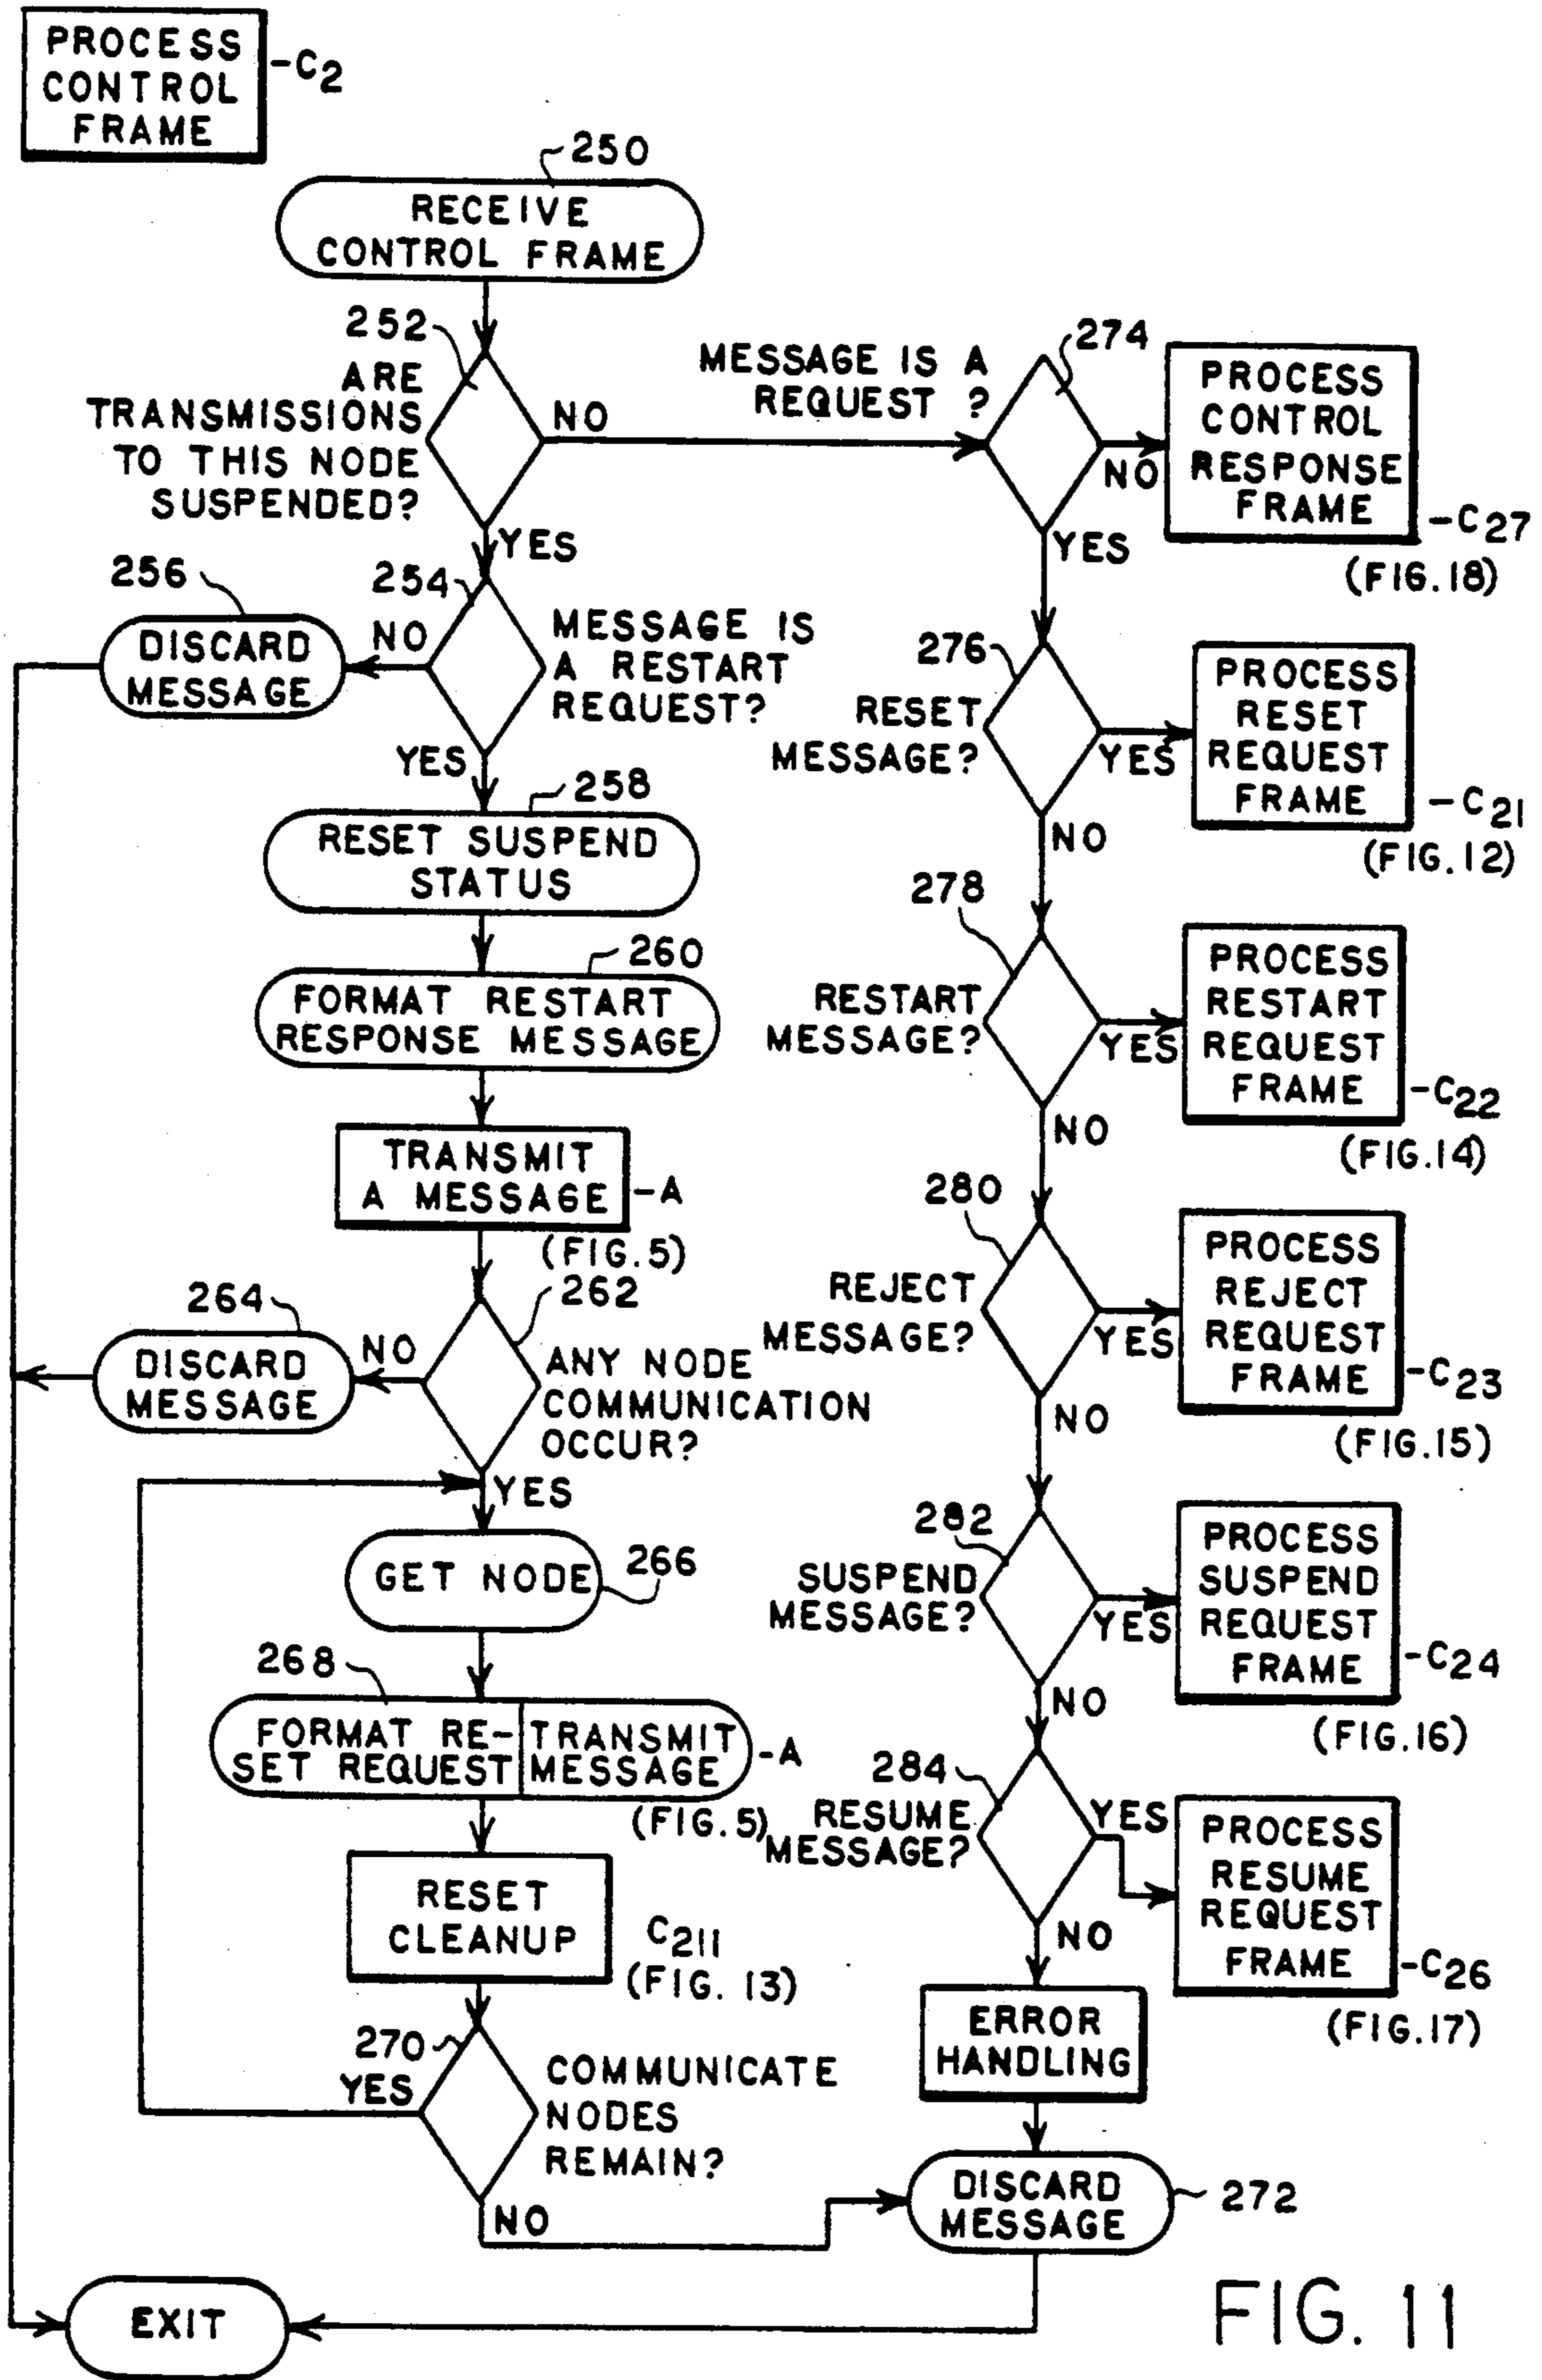 PROCESS
CONTROL
FRAME
-C2
250
RECEIVE
CONTROL FRAME
252
ARE
TRANSMISSIONS
TO THIS NODE
SUSPENDED?
NO
YES
254
MESSAGE IS
A RESTART
REQUEST?
NO
256
DISCARD
MESSAGE
YES
258
RESET SUSPEND
STATUS
260
FORMAT RESTART
RESPONSE MESSAGE
TRANSMIT
A MESSAGE
-A
(FIG.5)
262
ANY NODE
COMMUNICATION
OCCUR?
NO
264
DISCARD
MESSAGE
YES
GET NODE
266
268
FORMAT RE-
SET REQUEST
TRANSMIT
MESSAGE
-A
(FIG.5)
RESET
CLEANUP
C211
(FIG. 13)
270
YES
COMMUNICATE
NODES
REMAIN?
NO
MESSAGE IS A
REQUEST ?
274
NO
PROCESS
CONTROL
RESPONSE
FRAME
-C27
(FIG.18)
YES
276
RESET
MESSAGE?
YES
PROCESS
RESET
REQUEST
FRAME
-C21
(FIG.12)
NO
278
RESTART
MESSAGE?
YES
PROCESS
RESTART
REQUEST
FRAME
-C22
(FIG.14)
NO
280
REJECT
MESSAGE?
YES
PROCESS
REJECT
REQUEST
FRAME
-C23
(FIG.15)
NO
282
SUSPEND
MESSAGE?
YES
PROCESS
SUSPEND
REQUEST
FRAME
-C24
(FIG.16)
NO
284
RESUME
MESSAGE?
YES
PROCESS
RESUME
REQUEST
FRAME
-C26
(FIG.17)
NO
ERROR
HANDLING
DISCARD
MESSAGE
272
EXIT
FIG. 11